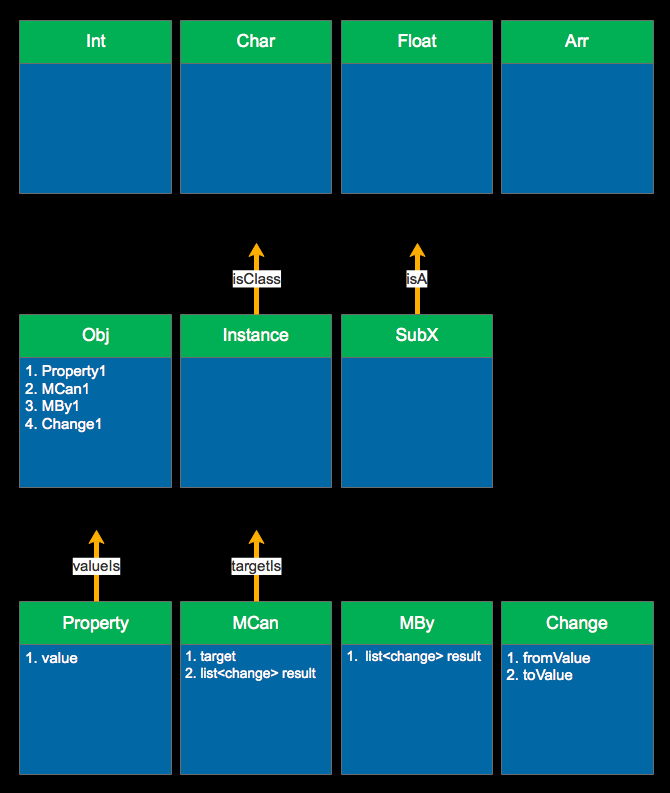 Int
Char
Float
Arr
isClass
isA
Obj
Instance
SubX
1. Property1
2. MCan1
3. MBy1
4. Change1
valueIs
targetIs
Property
MCan
MBy
Change
1. value
1. target
2. list<change> result
1. list<change> result
1. fromValue
2. toValue